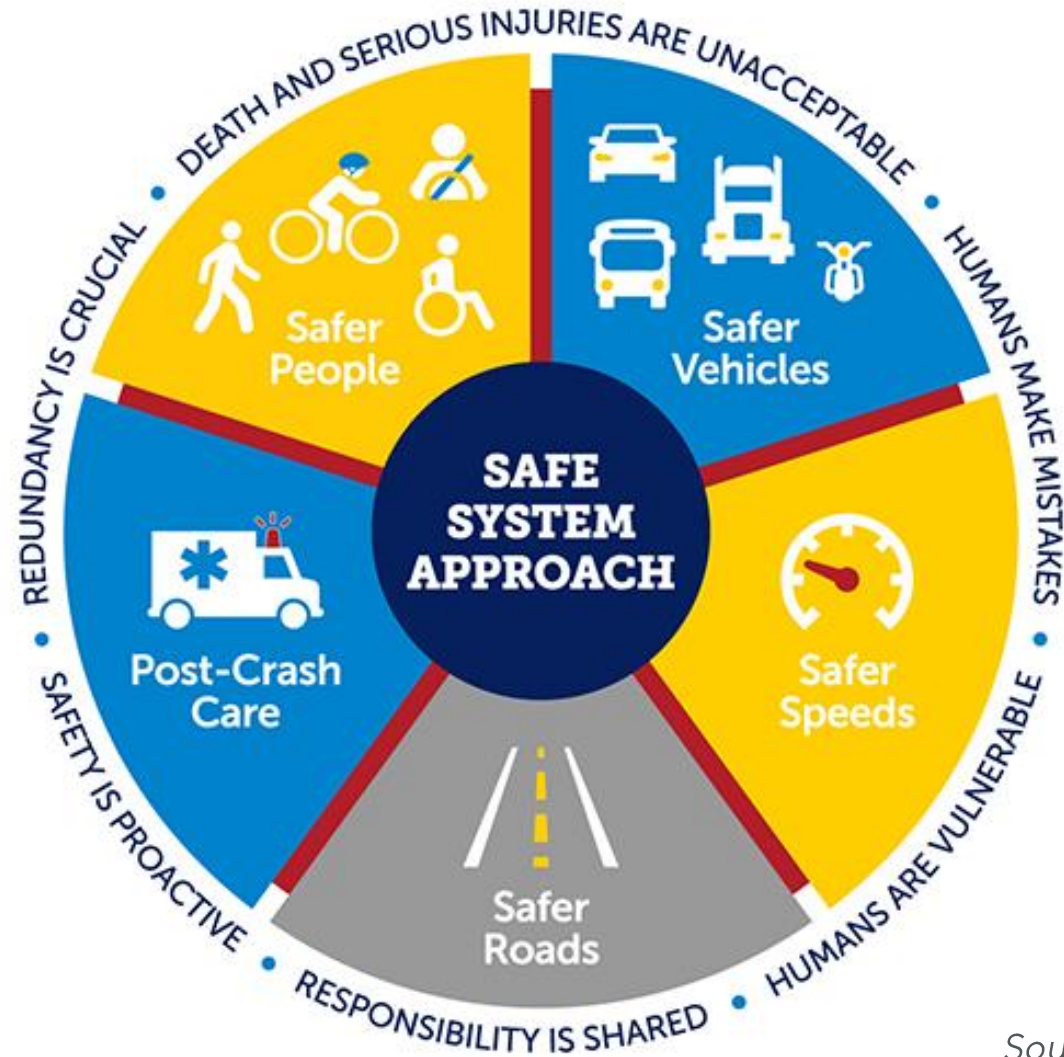 DEATH AND SERIOUS INJURIES ARE UNACCEPTABLE
• HUMANS MAKE MISTAKES
• HUMANS ARE VULNERABLE
• RESPONSIBILITY IS SHARED
• SAFETY IS PROACTIVE
• REDUNDANCY IS CRUCIAL •
Safer
People
Safer
Vehicles
SAFE
SYSTEM
APPROACH
Post-Crash
Care
Safer
Speeds
Safer
Roads